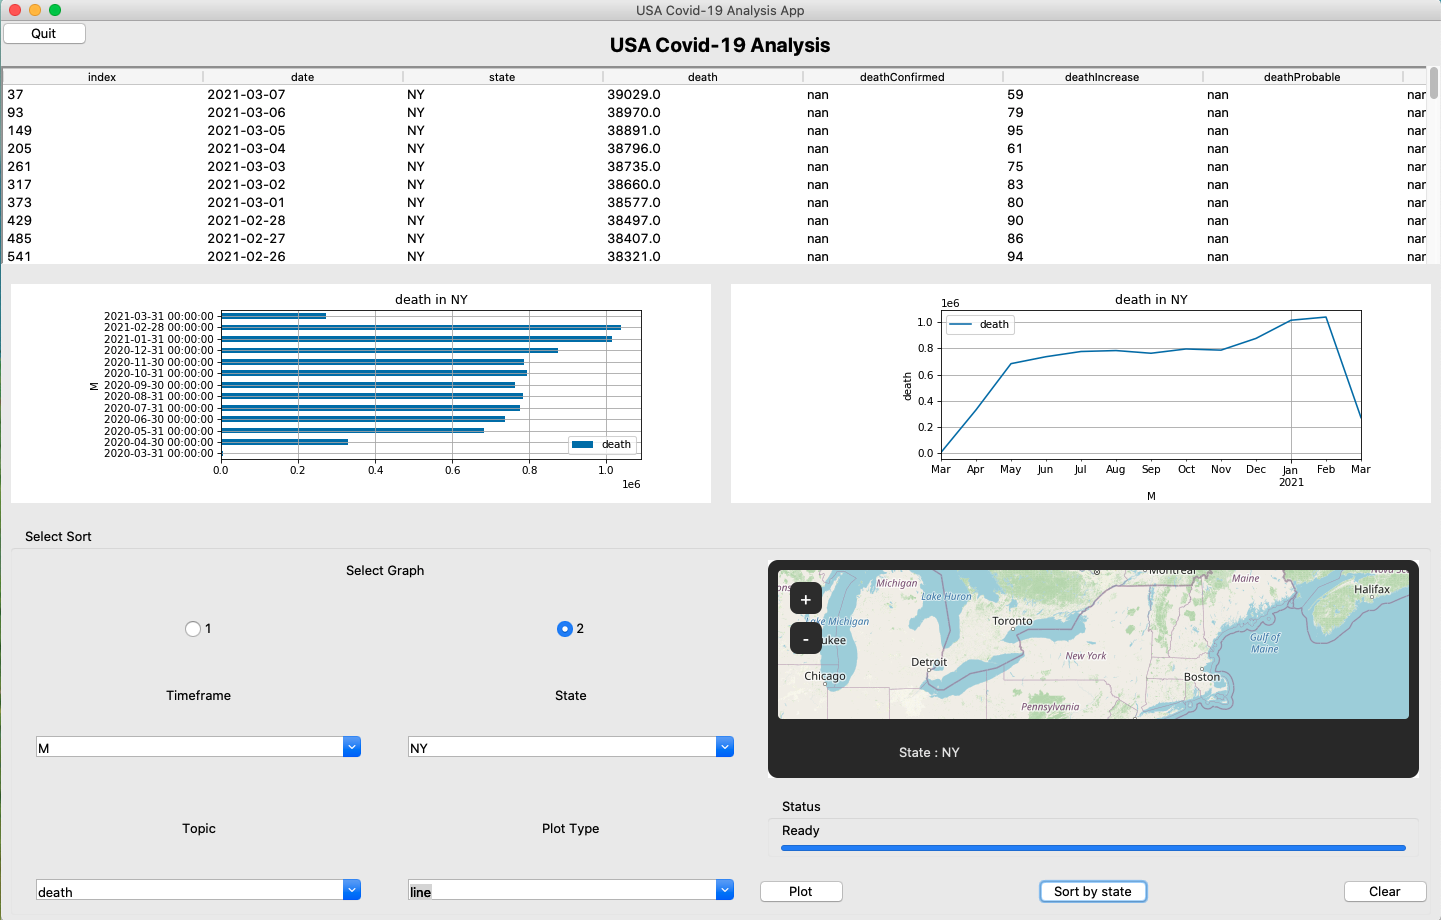 USA Covid-19 Analysis App
Quit
USA Covid-19 Analysis
index date state death deathConfirmed deathIncrease deathProbable
37 2021-03-07 NY 39029.0 nan 59 nan nar
93 2021-03-06 NY 38970.0 nan 79 nan nar
149 2021-03-05 NY 38891.0 nan 95 nan nar
205 2021-03-04 NY 38796.0 nan 61 nan nar
261 2021-03-03 NY 38735.0 nan 75 nan nar
317 2021-03-02 NY 38660.0 nan 83 nan nar
373 2021-03-01 NY 38577.0 nan 80 nan nar
429 2021-02-28 NY 38497.0 nan 90 nan nar
485 2021-02-27 NY 38407.0 nan 86 nan nar
541 2021-02-26 NY 38321.0 nan 94 nan nar
death in NY
2021-03-31 00:00:00
2021-02-28 00:00:00
2021-01-31 00:00:00
2020-12-31 00:00:00
2020-11-30 00:00:00
2020-10-31 00:00:00
2020-09-30 00:00:00
2020-08-31 00:00:00
2020-07-31 00:00:00
2020-06-30 00:00:00
2020-05-31 00:00:00
2020-04-30 00:00:00
2020-03-31 00:00:00
M
death
0.0 0.2 0.4 0.6 0.8 1.0
1e6
death in NY
1e6
death
1.0
0.8
0.6
0.4
0.2
0.0
death
Mar Apr May Jun Jul Aug Sep Oct Nov Dec Jan Feb Mar
2021
M
Select Sort
Select Graph
1 2
Timeframe State
M NY
Topic Plot Type
death line
+
-
Montreal
Michigan
Maine
Nova Sc
ons
Lake Huron
Halifax
Lake Michigan
Toronto
ukee
Gulf of
Maine
New York
Detroit
Chicago
Boston
Pennsylvania
State : NY
Status
Ready
Plot Sort by state Clear